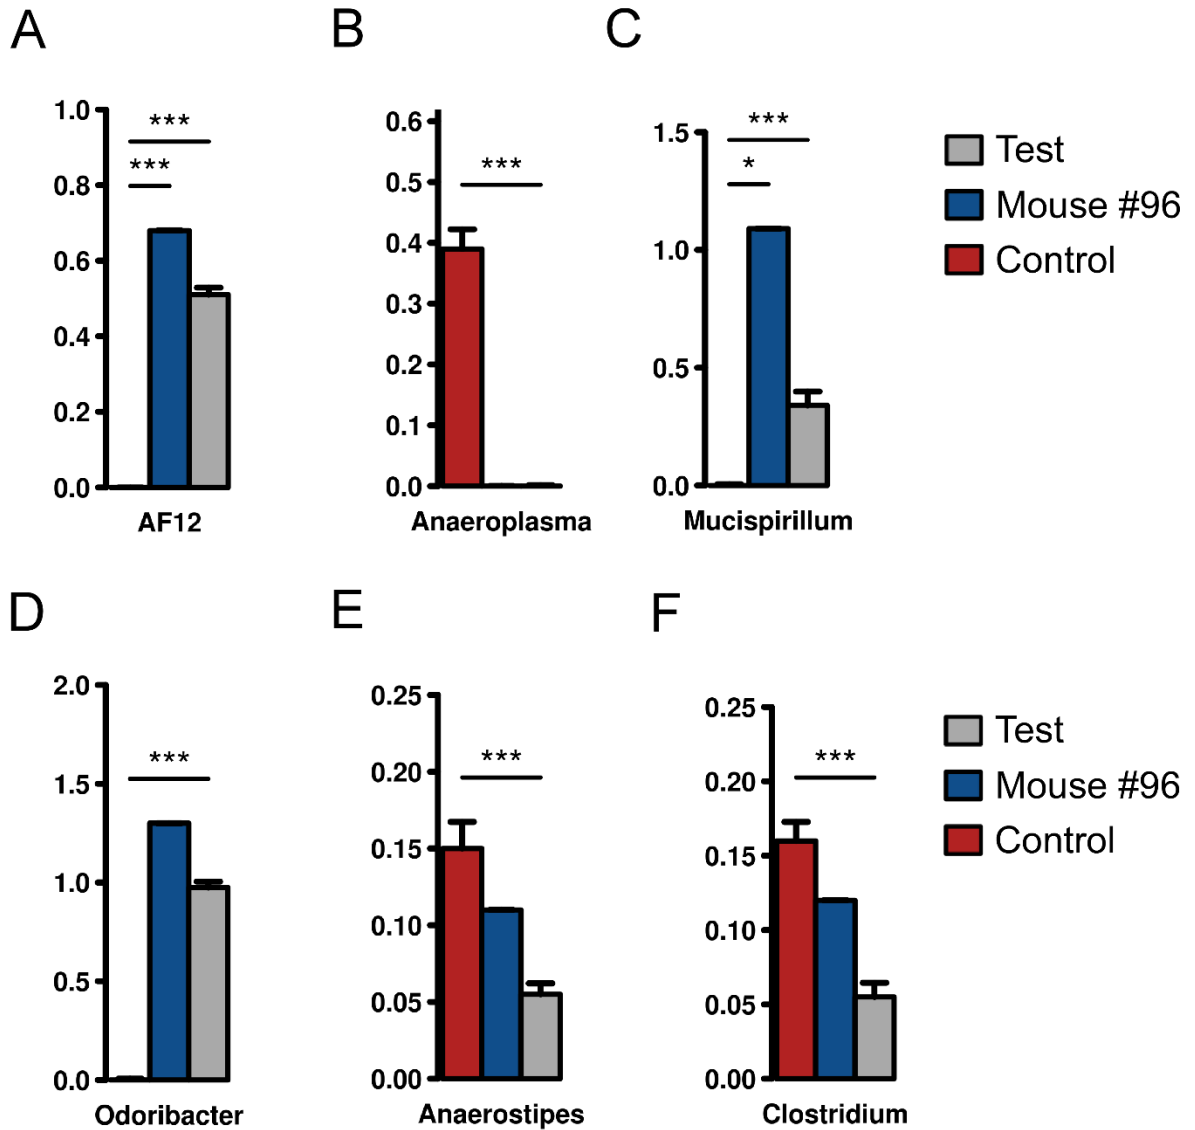 A
B
C
1.0
0.8
0.6
0.4
0.2
0.0
***
***
AF12
0.6
0.5
0.4
0.3
0.2
0.1
0.0
***
Anaeroplasma
1.5
1.0
0.5
0.0
***
*
Mucispirillum
Test
Mouse #96
Control
D
E
F
2.0
1.5
1.0
0.5
0.0
***
Odoribacter
0.25
0.20
0.15
0.10
0.05
0.00
***
Anaerostipes
0.25
0.20
0.15
0.10
0.05
0.00
***
Clostridium
Test
Mouse #96
Control